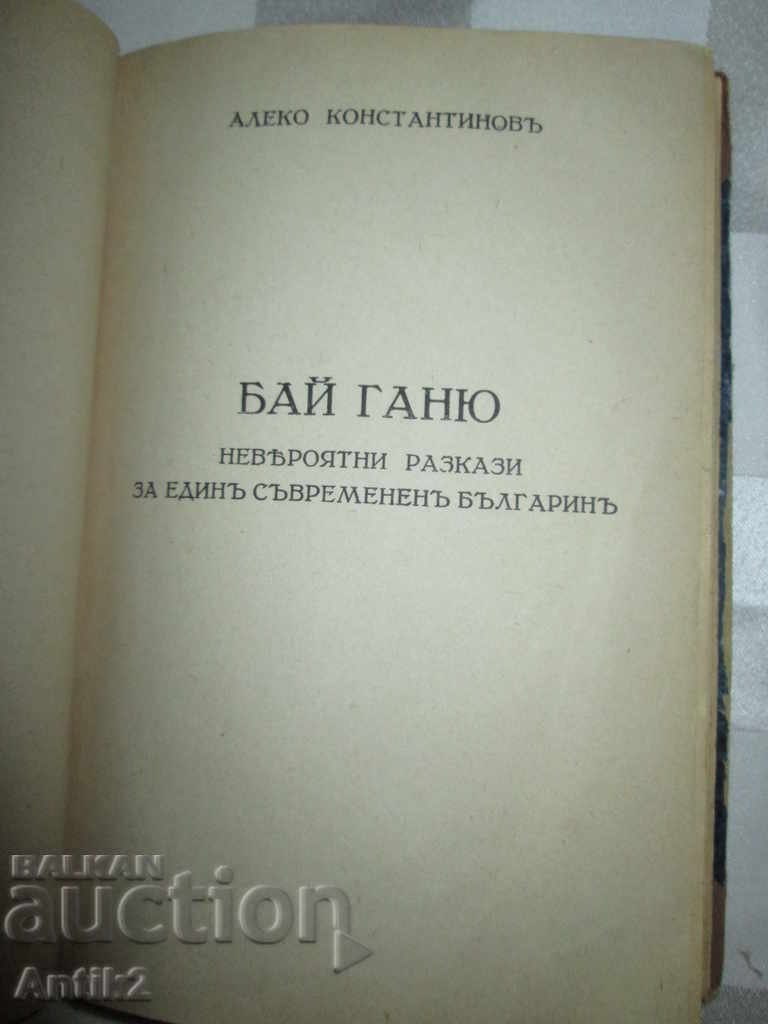 АЛЕКО КОНСТАНТИНОВЪ
БАЙ ГАНЮ
НЕВѢРОЯТНИ РАЗКАЗИ
ЗА ЕДИНЪ СЪВРЕМЕНЕНЪ БЪЛГАРИНЪ
BALKAN
auction
Antik2